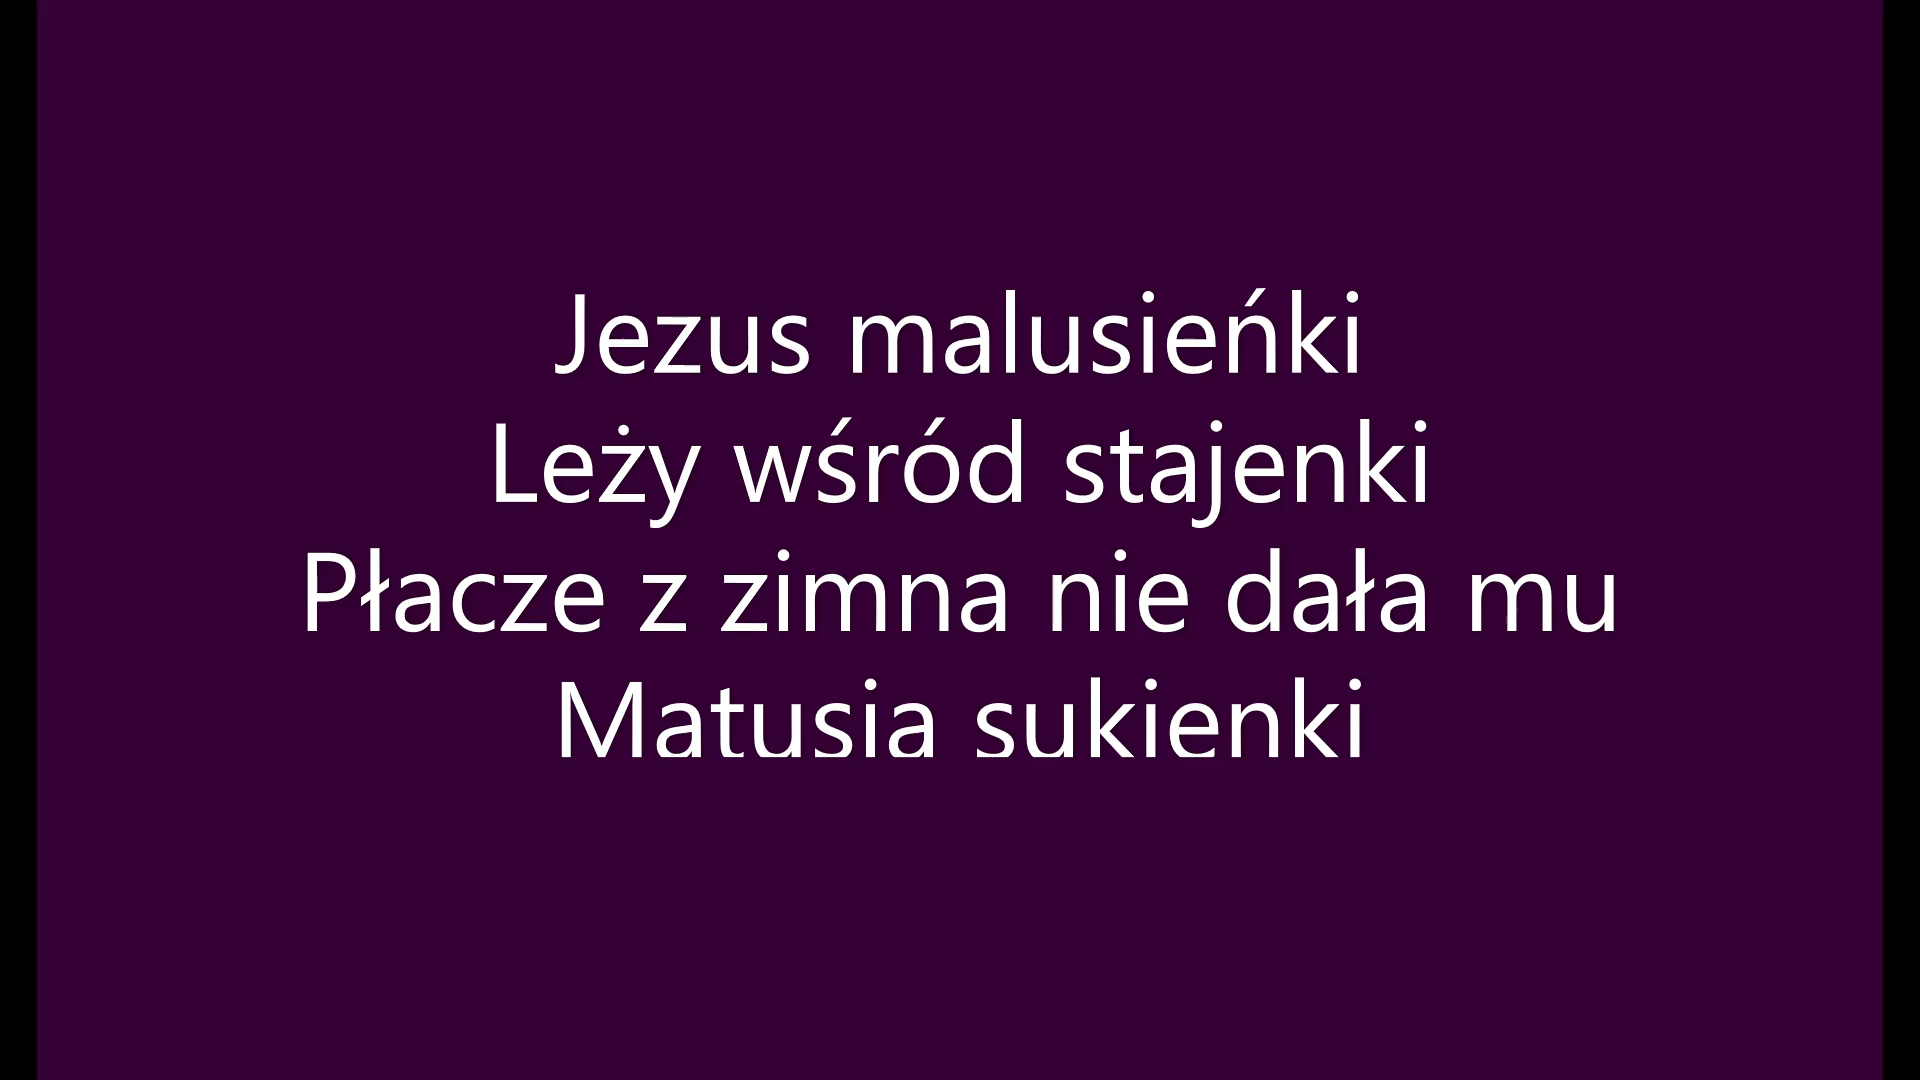 Jezus malusieńki
Leży wśród stajenki
Płacze z zimna nie dała mu
Matusia sukienki